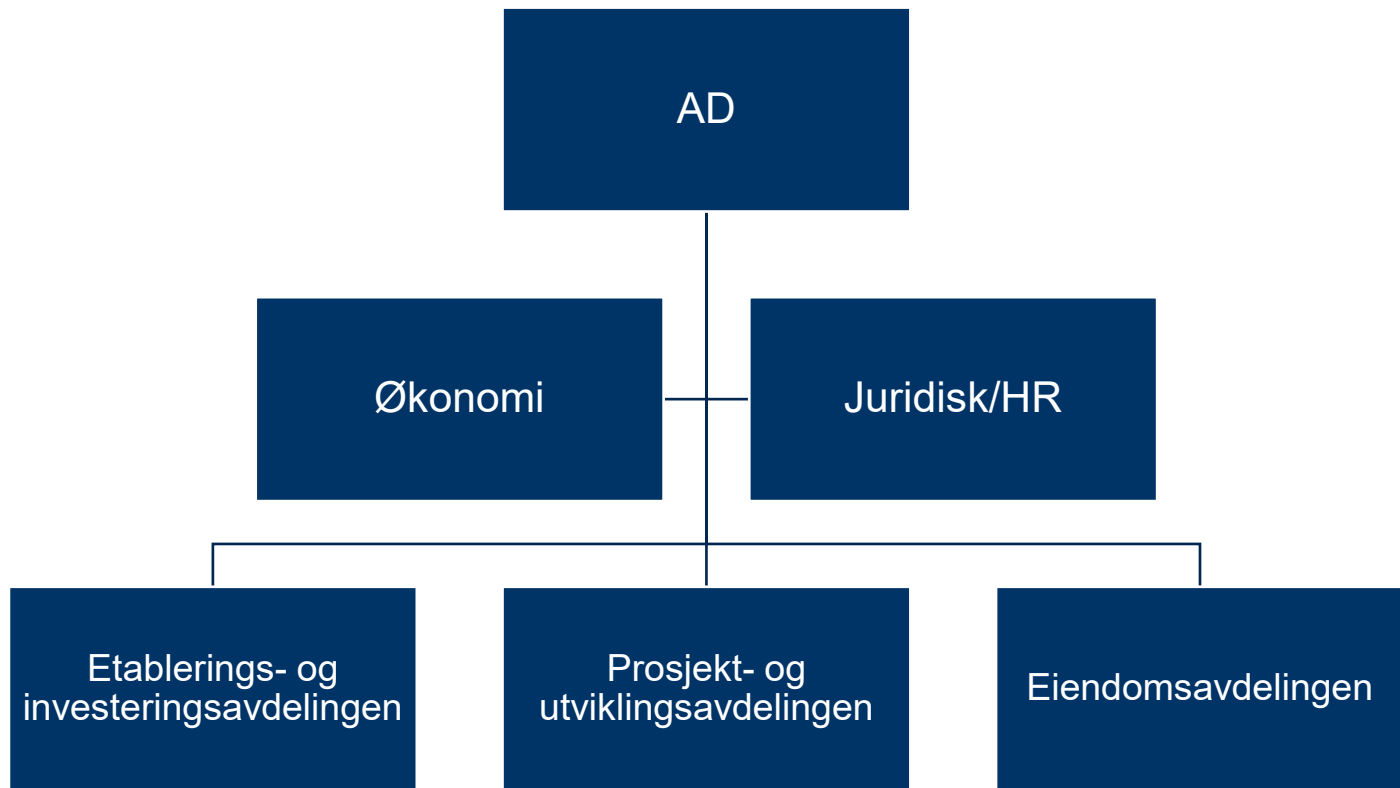 AD
Økonomi
Juridisk/HR
Etablerings- og
investeringsavdelingen
Prosjekt- og
utviklingsavdelingen
Eiendomsavdelingen